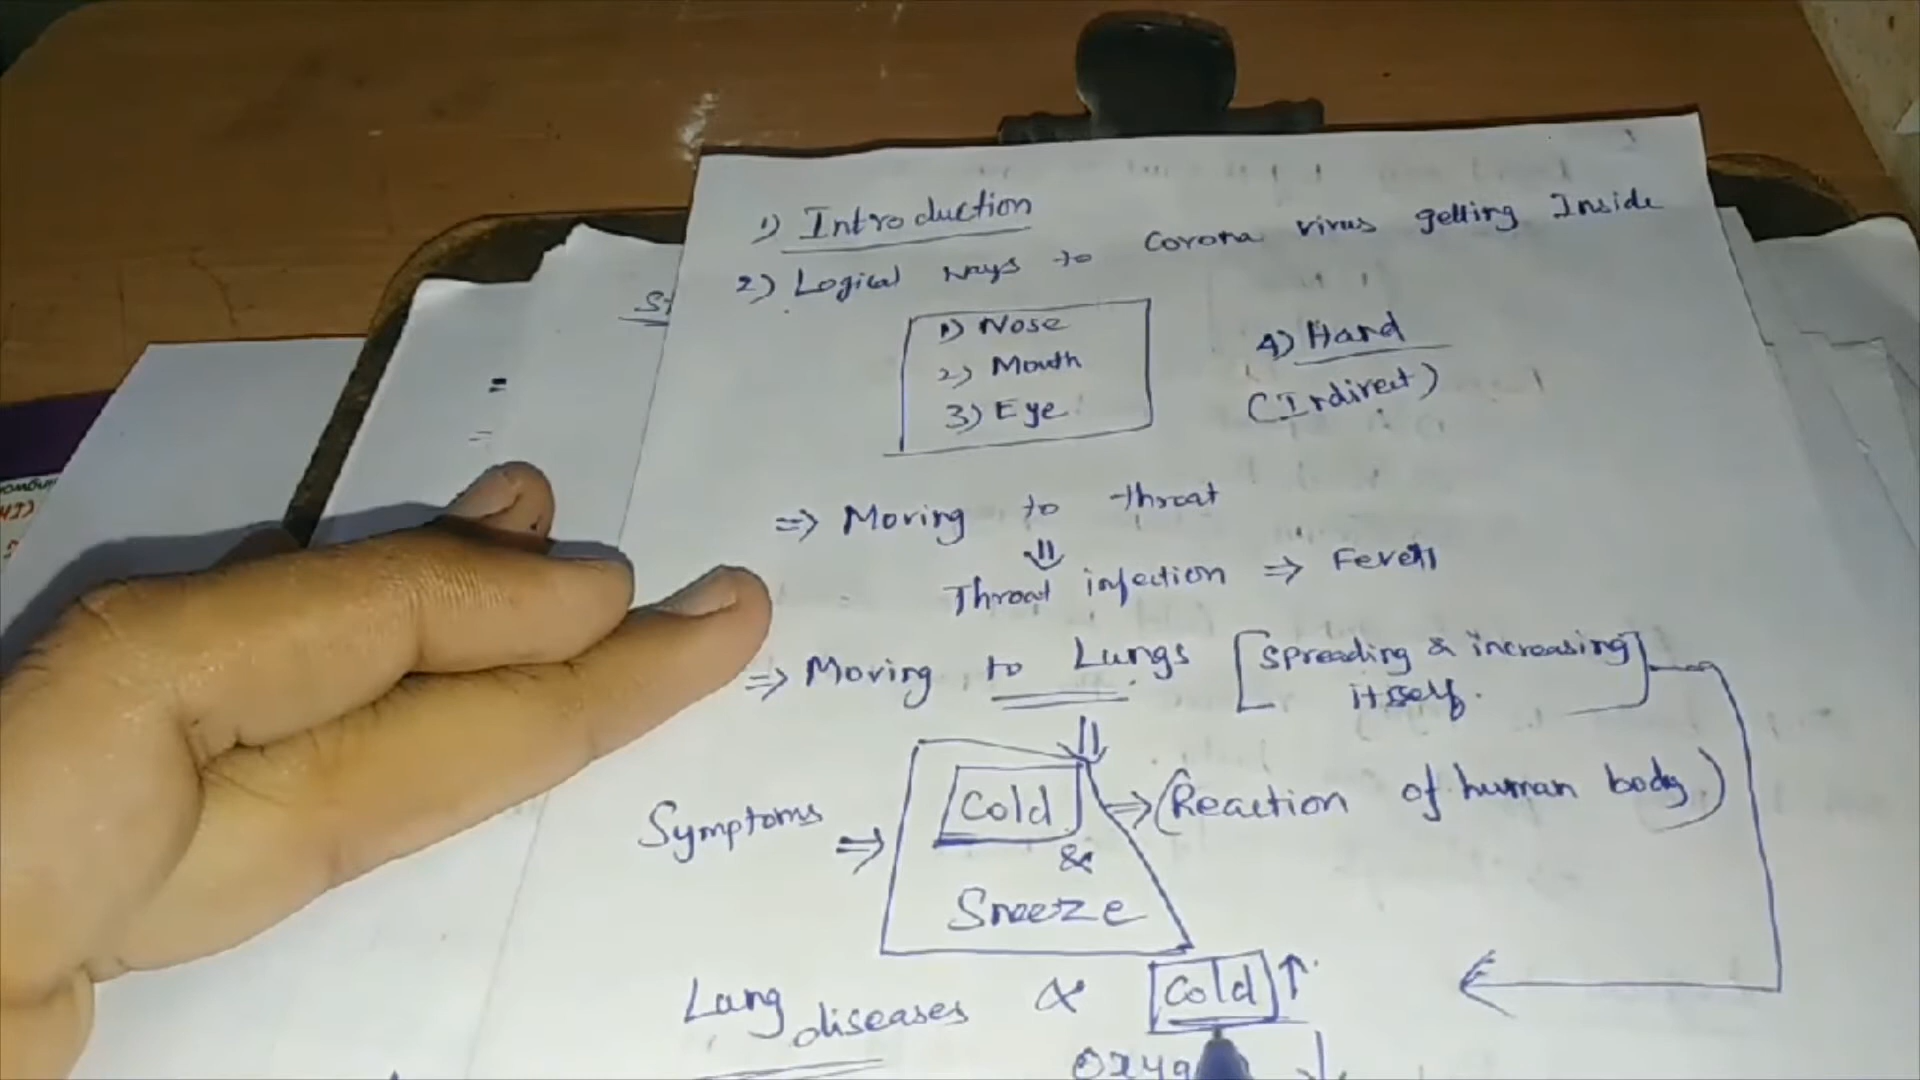 1) Introduction
2) Logical ways to Corona virus getting Inside
1) Nose
2) Mouth
3) Eye
4) Hand
(Indirect)
=> Moving to throat
⇓
Throat infection => Fever
=> Moving to Lungs [Spreading & increasing
itself.]
⇓
Symptoms => Cold => (Reaction of human body)
&
Sneeze
Lung diseases & Cold ↑